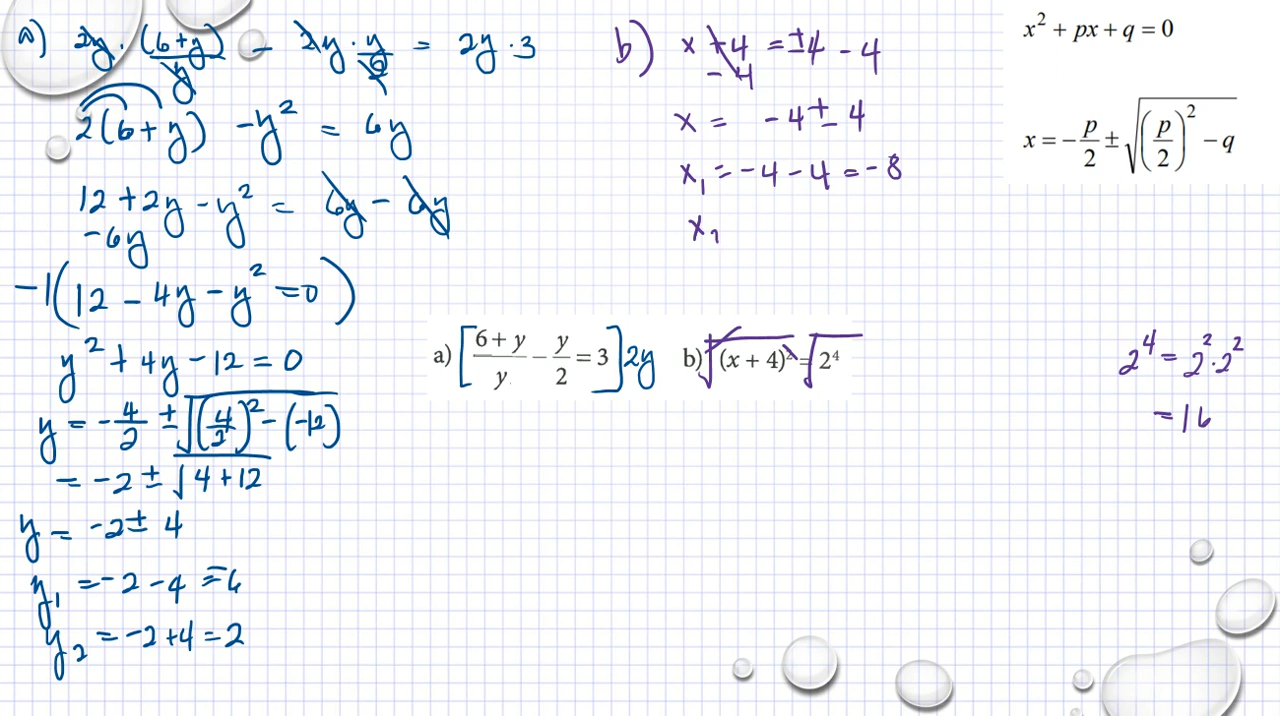 a) 2y · (6+y)/y − 2y · y/2 = 2y · 3
2(6+y) − y² = 6y
12 + 2y − y² = 6y − 6y
−6y
−1(12 − 4y − y² = 0)
y² + 4y − 12 = 0
y = −4/2 ± √((4/2)² − (−12))
= −2 ± √4+12
y = −2 ± 4
y₁ = −2 − 4 = −6
y₂ = −2 + 4 = 2
b) x + 4 = ±4 − 4
− 4
x = −4 ± 4
x₁ = −4 − 4 = −8
x₂
a) [(6 + y)/y − y/2 = 3] 2y
b) √(x + 4)² = √2⁴
x² + px + q = 0
x = −p/2 ± √((p/2)² − q)
2⁴ = 2² · 2²
= 16